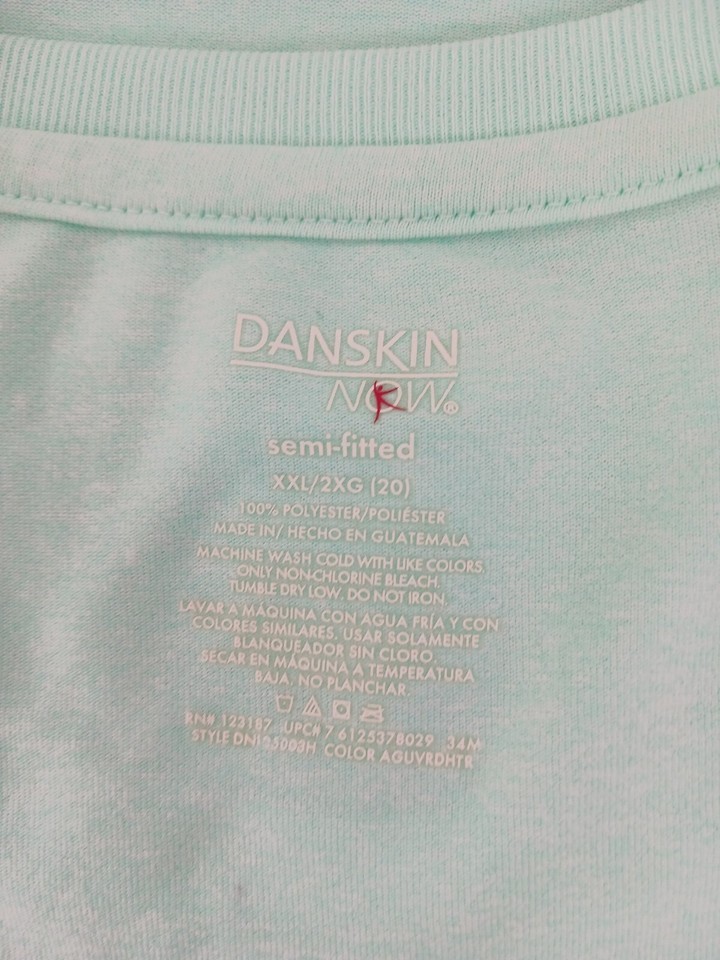 DANSKIN
NOW®
semi-fitted
XXL/2XG (20)
100% POLYESTER/POLIÉSTER
MADE IN/ HECHO EN GUATEMALA
MACHINE WASH COLD WITH LIKE COLORS.
ONLY NON-CHLORINE BLEACH.
TUMBLE DRY LOW. DO NOT IRON.
LAVAR A MÁQUINA CON AGUA FRÍA Y CON
COLORES SIMILARES. USAR SOLAMENTE
BLANQUEADOR SIN CLORO.
SECAR EN MÁQUINA A TEMPERATURA
BAJA. NO PLANCHAR.
RN# 123187 UPC# 7 6125378029 34M
STYLE COLOR AGUVRDHTR